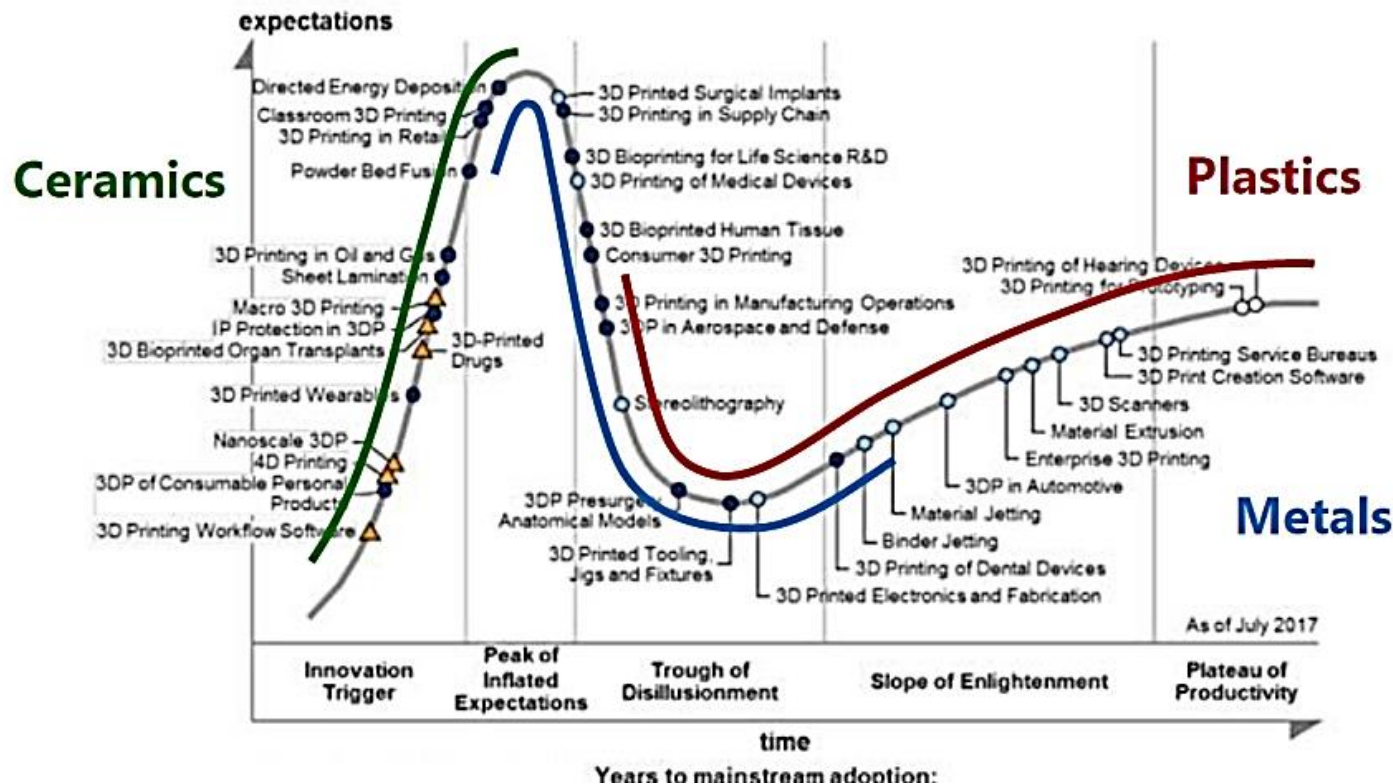 expectations
Directed Energy Deposition
Classroom 3D Printing
3D Printing in Retail
Powder Bed Fusion
Ceramics
3D Printing in Oil and Gas
Sheet Lamination
Macro 3D Printing
IP Protection in 3DP
3D Bioprinted Organ Transplants
3D-Printed
Drugs
3D Printed Wearables
Nanoscale 3DP
4D Printing
3DP of Consumable Personal
Products
3D Printing Workflow Software
3D Printed Surgical Implants
3D Printing in Supply Chain
3D Bioprinting for Life Science R&D
3D Printing of Medical Devices
3D Bioprinted Human Tissue
Consumer 3D Printing
3D Printing in Manufacturing Operations
3DP in Aerospace and Defense
Stereolithography
3DP Presurgery
Anatomical Models
3D Printed Tooling,
Jigs and Fixtures
Plastics
3D Printing of Hearing Devices
3D Printing for Prototyping
3D Printing Service Bureaus
3D Print Creation Software
3D Scanners
Material Extrusion
Enterprise 3D Printing
3DP in Automotive
Material Jetting
Binder Jetting
3D Printing of Dental Devices
3D Printed Electronics and Fabrication
Metals
As of July 2017
Innovation
Trigger
Peak of
Inflated
Expectations
Trough of
Disillusionment
Slope of Enlightenment
Plateau of
Productivity
time
Years to mainstream adoption: